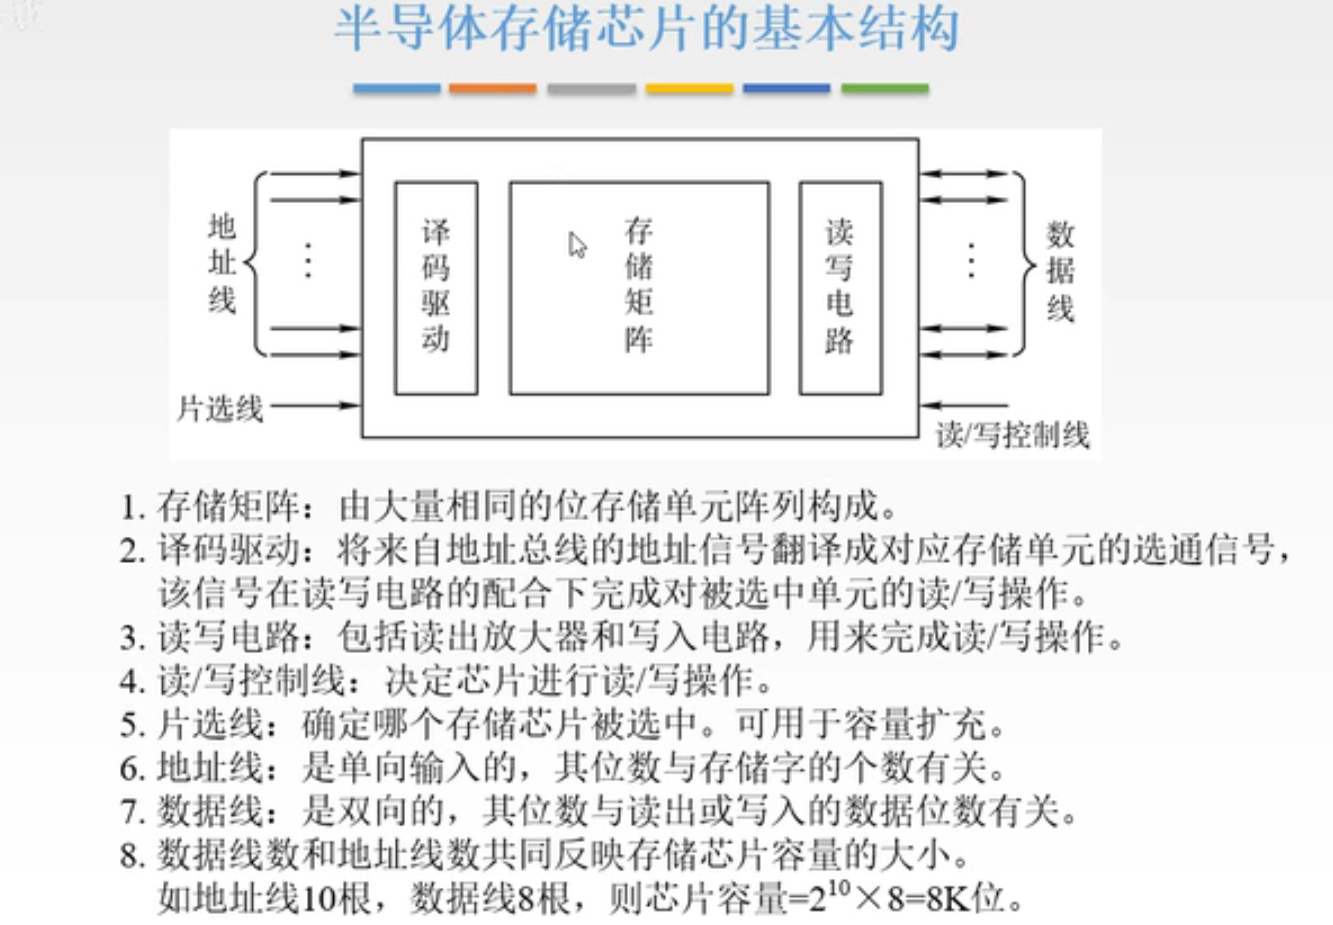 半导体存储芯片的基本结构
地址线
译码驱动
存储矩阵
读写电路
数据线
片选线
读/写控制线
1. 存储矩阵：由大量相同的位存储单元阵列构成。
2. 译码驱动：将来自地址总线的地址信号翻译成对应存储单元的选通信号，
该信号在读写电路的配合下完成对被选中单元的读/写操作。
3. 读写电路：包括读出放大器和写入电路，用来完成读/写操作。
4. 读/写控制线：决定芯片进行读/写操作。
5. 片选线：确定哪个存储芯片被选中。可用于容量扩充。
6. 地址线：是单向输入的，其位数与存储字的个数有关。
7. 数据线：是双向的，其位数与读出或写入的数据位数有关。
8. 数据线数和地址线数共同反映存储芯片容量的大小。
如地址线10根，数据线8根，则芯片容量=2¹⁰×8=8K位。